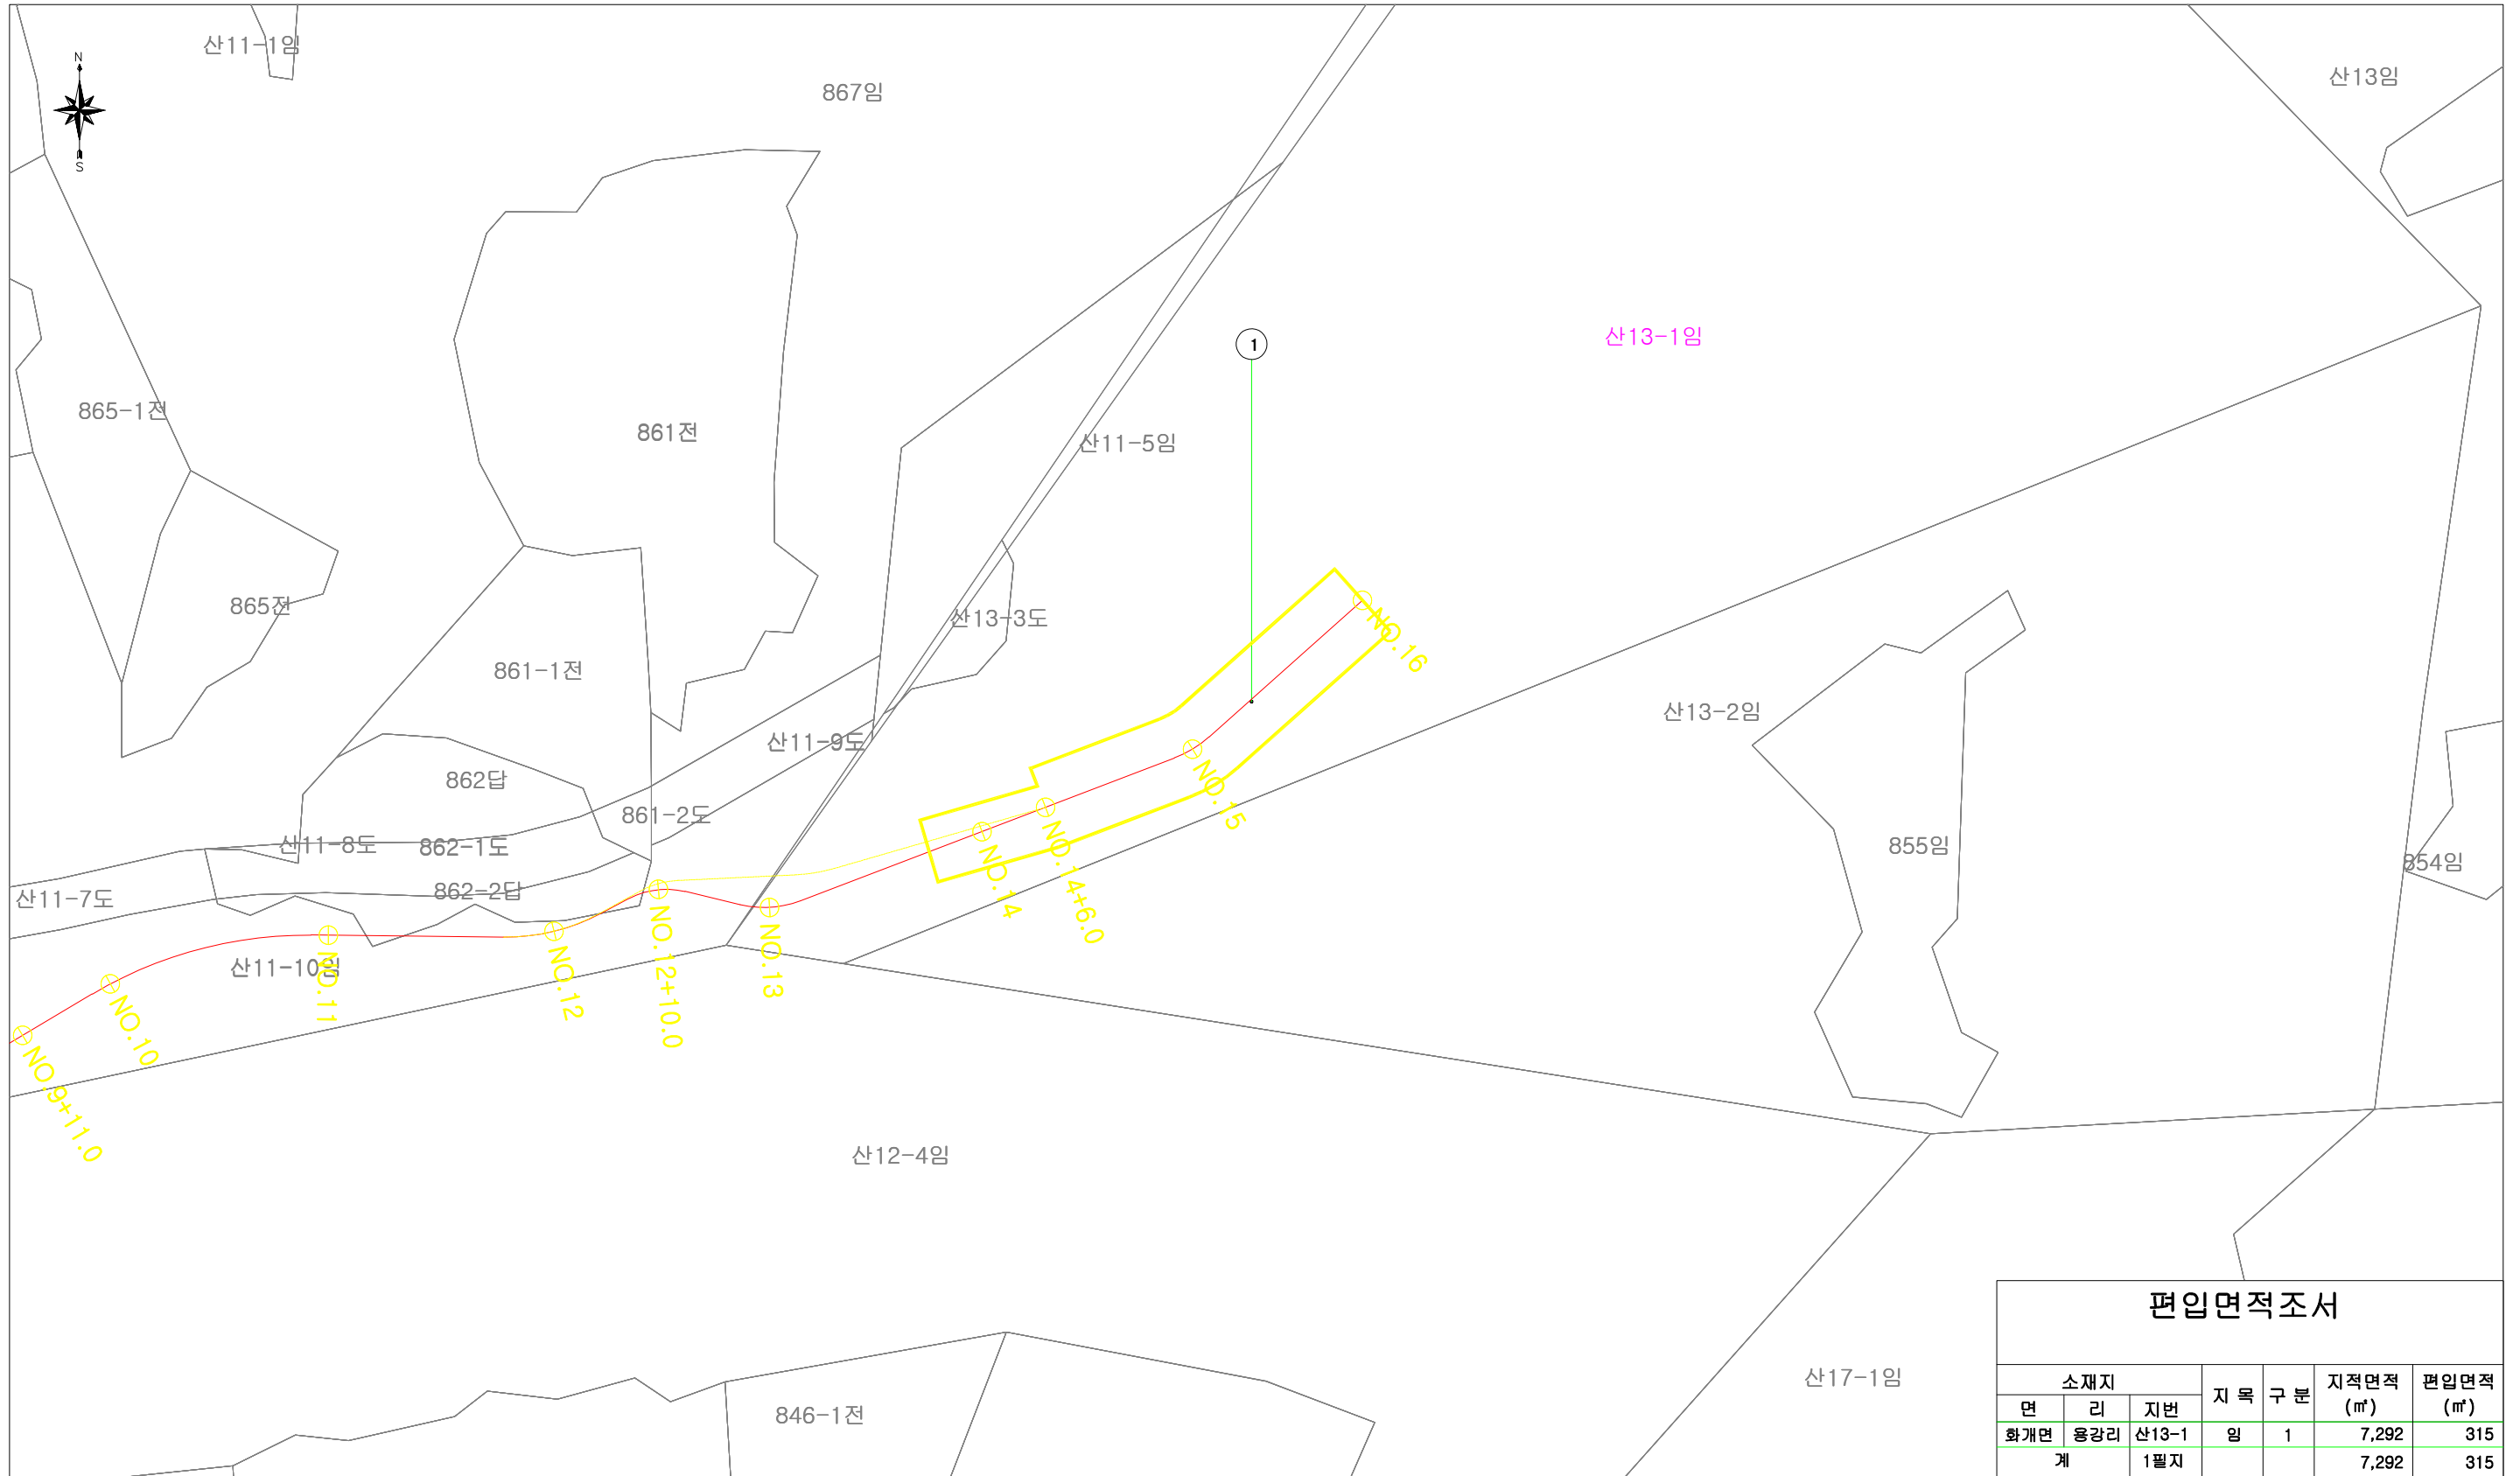 산11-1임
N
S
867임
산13임
산13-1임
1
865-1전
861전
산11-5임
865전
산13-3도
861-1전
NO.16
산13-2임
산11-9도
862답
861-2도
NO.15
산11-8도
862-1도
855임
854임
862-2답
산11-7도
NO.14
NO.14+6.0
NO.13
NO.12+10.0
NO.12
NO.11
산11-10임
NO.10
NO.9+11.0
산12-4임
산17-1임
846-1전
편입면적조서
소재지 지 목 구 분 지적면적 (㎡) 편입면적 (㎡)
면 리 지번
화개면 용강리 산13-1 임 1 7,292 315
계 1필지 7,292 315